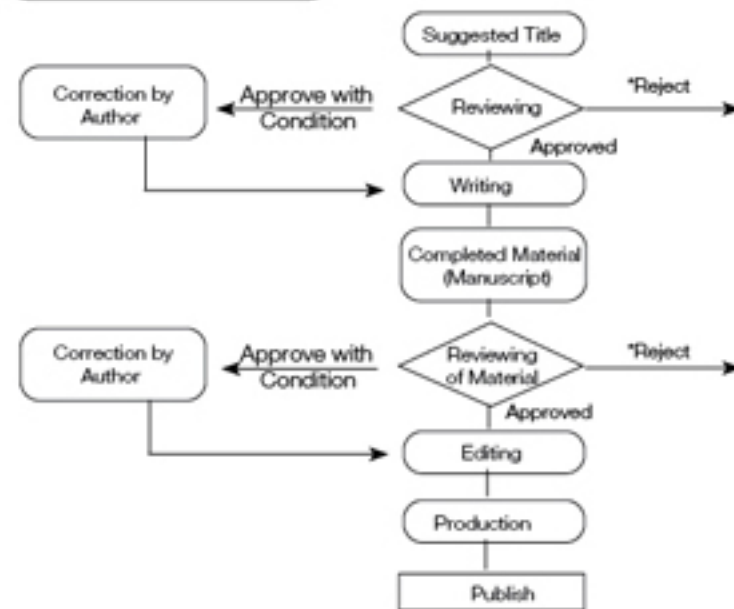 Suggested Title
Correction by
Author
Approve with
Condition
Reviewing
*Reject
Approved
Writing
Completed Material
(Manuscript)
Correction by
Author
Approve with
Condition
Reviewing
of Material
*Reject
Approved
Editing
Production
Publish